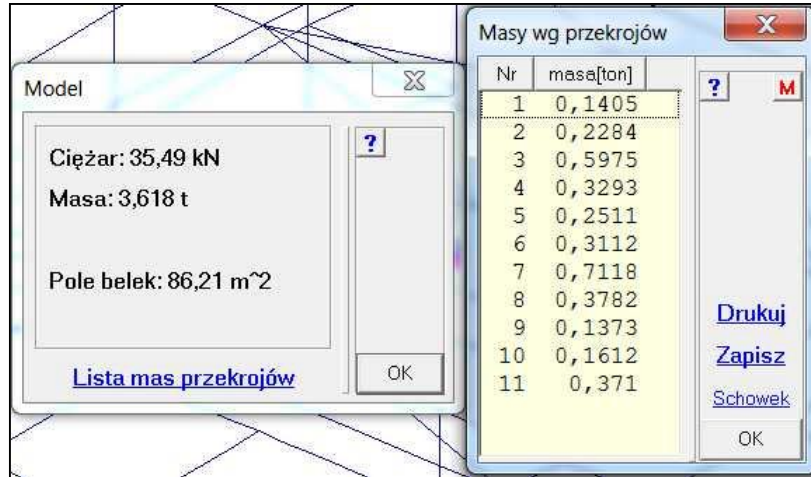 Model
Ciężar: 35,49 kN
Masa: 3,618 t
Pole belek: 86,21 m^2
Lista mas przekrojów
?
OK
Masy wg przekrojów
Nr masa[ton]
1 0,1405
2 0,2284
3 0,5975
4 0,3293
5 0,2511
6 0,3112
7 0,7118
8 0,3782
9 0,1373
10 0,1612
11 0,371
? M
Drukuj
Zapisz
Schowek
OK